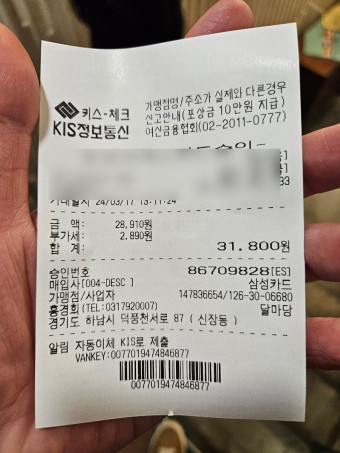 키스-체크
KIS정보통신
가맹점명/주소가 실제와 다른경우
신고안내(포상금 10만원 지급)
여신금융협회(02-2011-0777)
33
거래일시 24/03/17 13:11:24
금 액: 28,910원
부가세: 2,890원
합 계: 31,800원
승인번호 86709828[ES]
매입사[004-DESC ] 삼성카드
가맹점/사업자 147836654/126-30-06680
홍경희(TEL:0317920007) 달마당
경기도 하남시 덕풍천서로 87 (신장동)
알림 자동이체 KIS로 제출
VANKEY:0077019474846877
0077019474846877